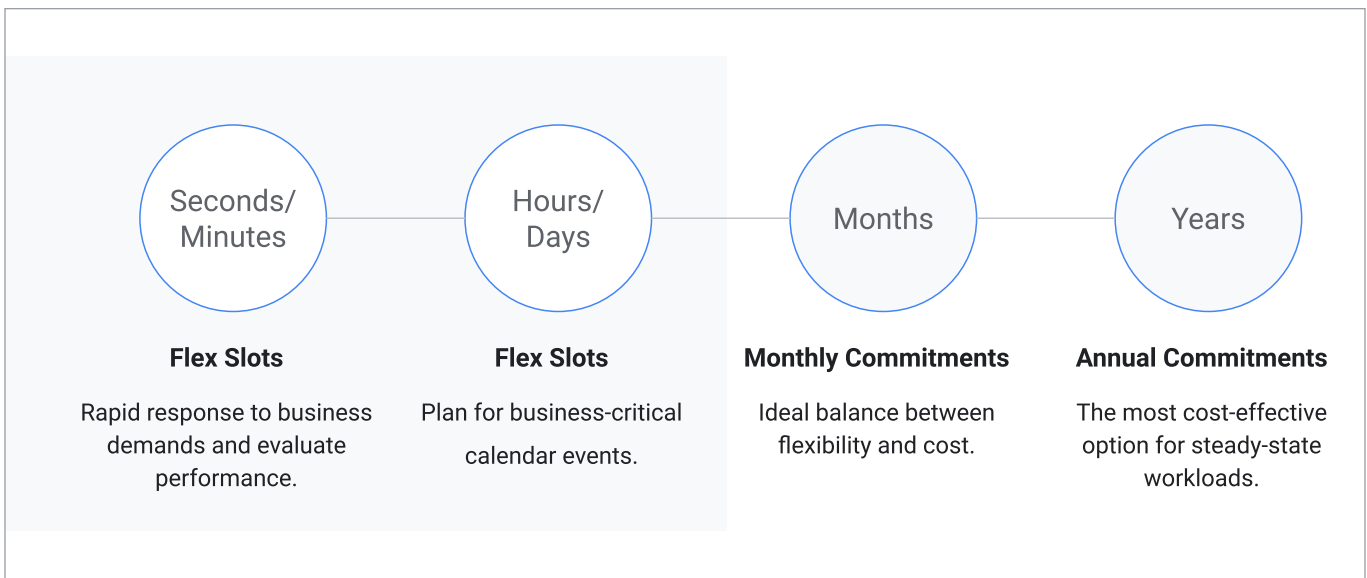 Seconds/
Minutes
Hours/
Days
Months
Years
Flex Slots
Rapid response to business
demands and evaluate
performance.
Flex Slots
Plan for business-critical
calendar events.
Monthly Commitments
Ideal balance between
flexibility and cost.
Annual Commitments
The most cost-effective
option for steady-state
workloads.